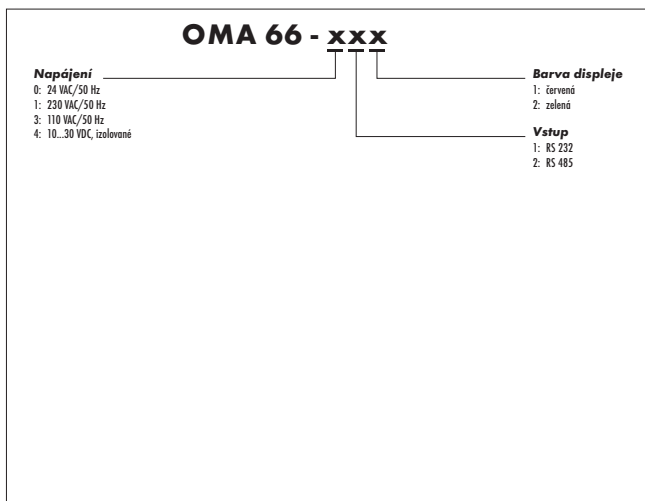 OMA 66 - xxx
Napájení
0: 24 VAC/50 Hz
1: 230 VAC/50 Hz
3: 110 VAC/50 Hz
4: 10...30 VDC, izolované
Barva displeje
1: červená
2: zelená
Vstup
1: RS 232
2: RS 485